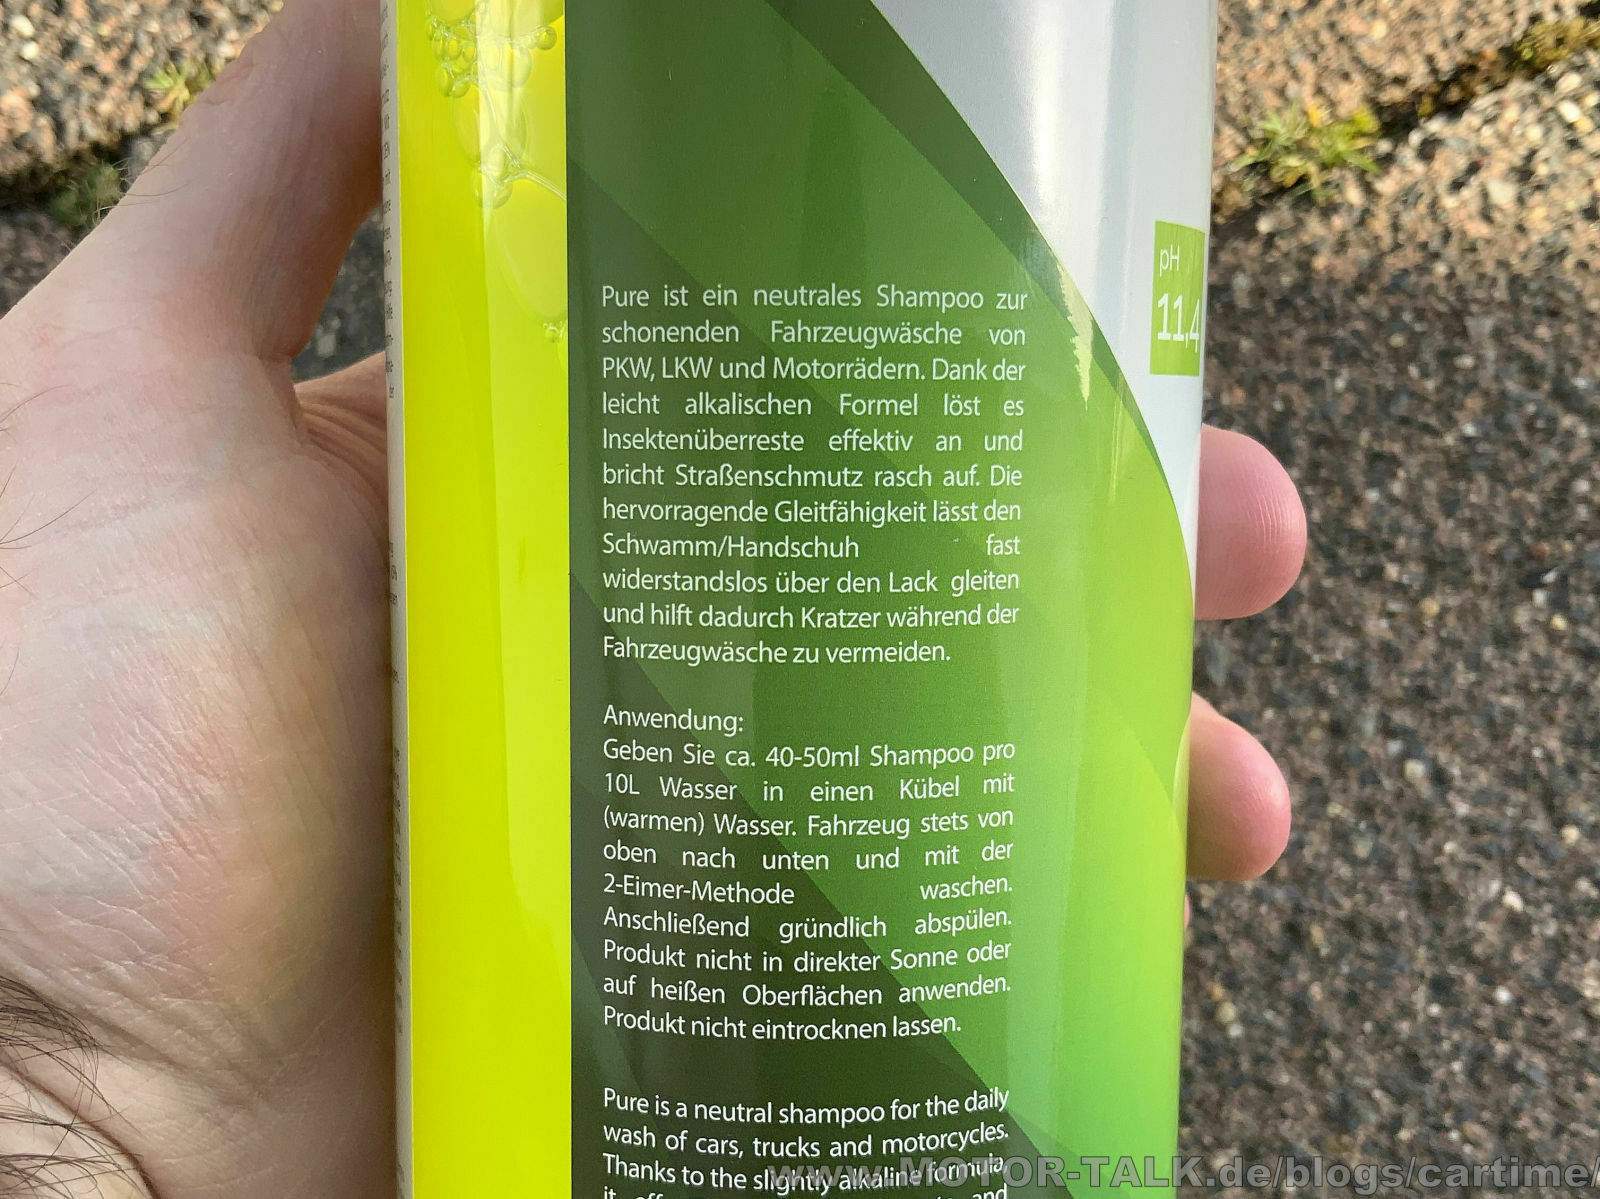 Pure ist ein neutrales Shampoo zur
schonenden Fahrzeugwäsche von
PKW, LKW und Motorrädern. Dank der
leicht alkalischen Formel löst es
Insektenüberreste effektiv an und
bricht Straßenschmutz rasch auf. Die
hervorragende Gleitfähigkeit lässt den
Schwamm/Handschuh fast
widerstandslos über den Lack gleiten
und hilft dadurch Kratzer während der
Fahrzeugwäsche zu vermeiden.
Anwendung:
Geben Sie ca. 40-50ml Shampoo pro
10L Wasser in einen Kübel mit
(warmen) Wasser. Fahrzeug stets von
oben nach unten und mit der
2-Eimer-Methode waschen.
Anschließend gründlich abspülen.
Produkt nicht in direkter Sonne oder
auf heißen Oberflächen anwenden.
Produkt nicht eintrocknen lassen.
Pure is a neutral shampoo for the daily
wash of cars, trucks and motorcycles.
Thanks to the slightly alkaline formula,
it and
pH
11,4
www.MOTOR-TALK.de/blogs/cartime/